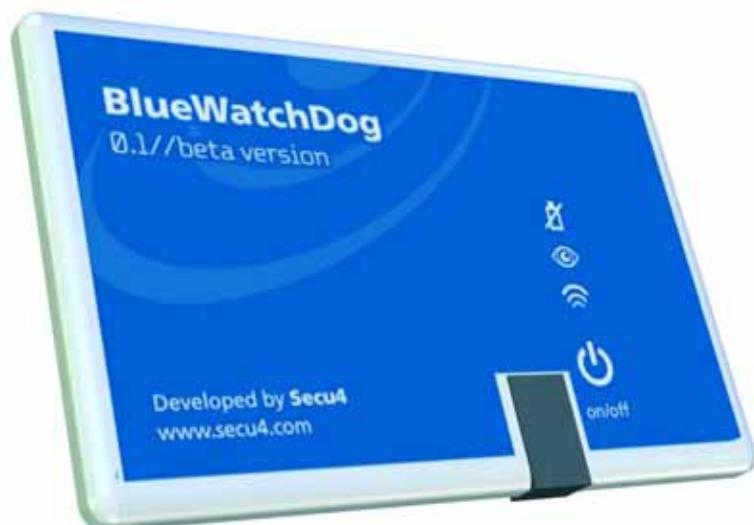 BlueWatchDog
0.1//beta version
Developed by Secu4
www.secu4.com
on/off